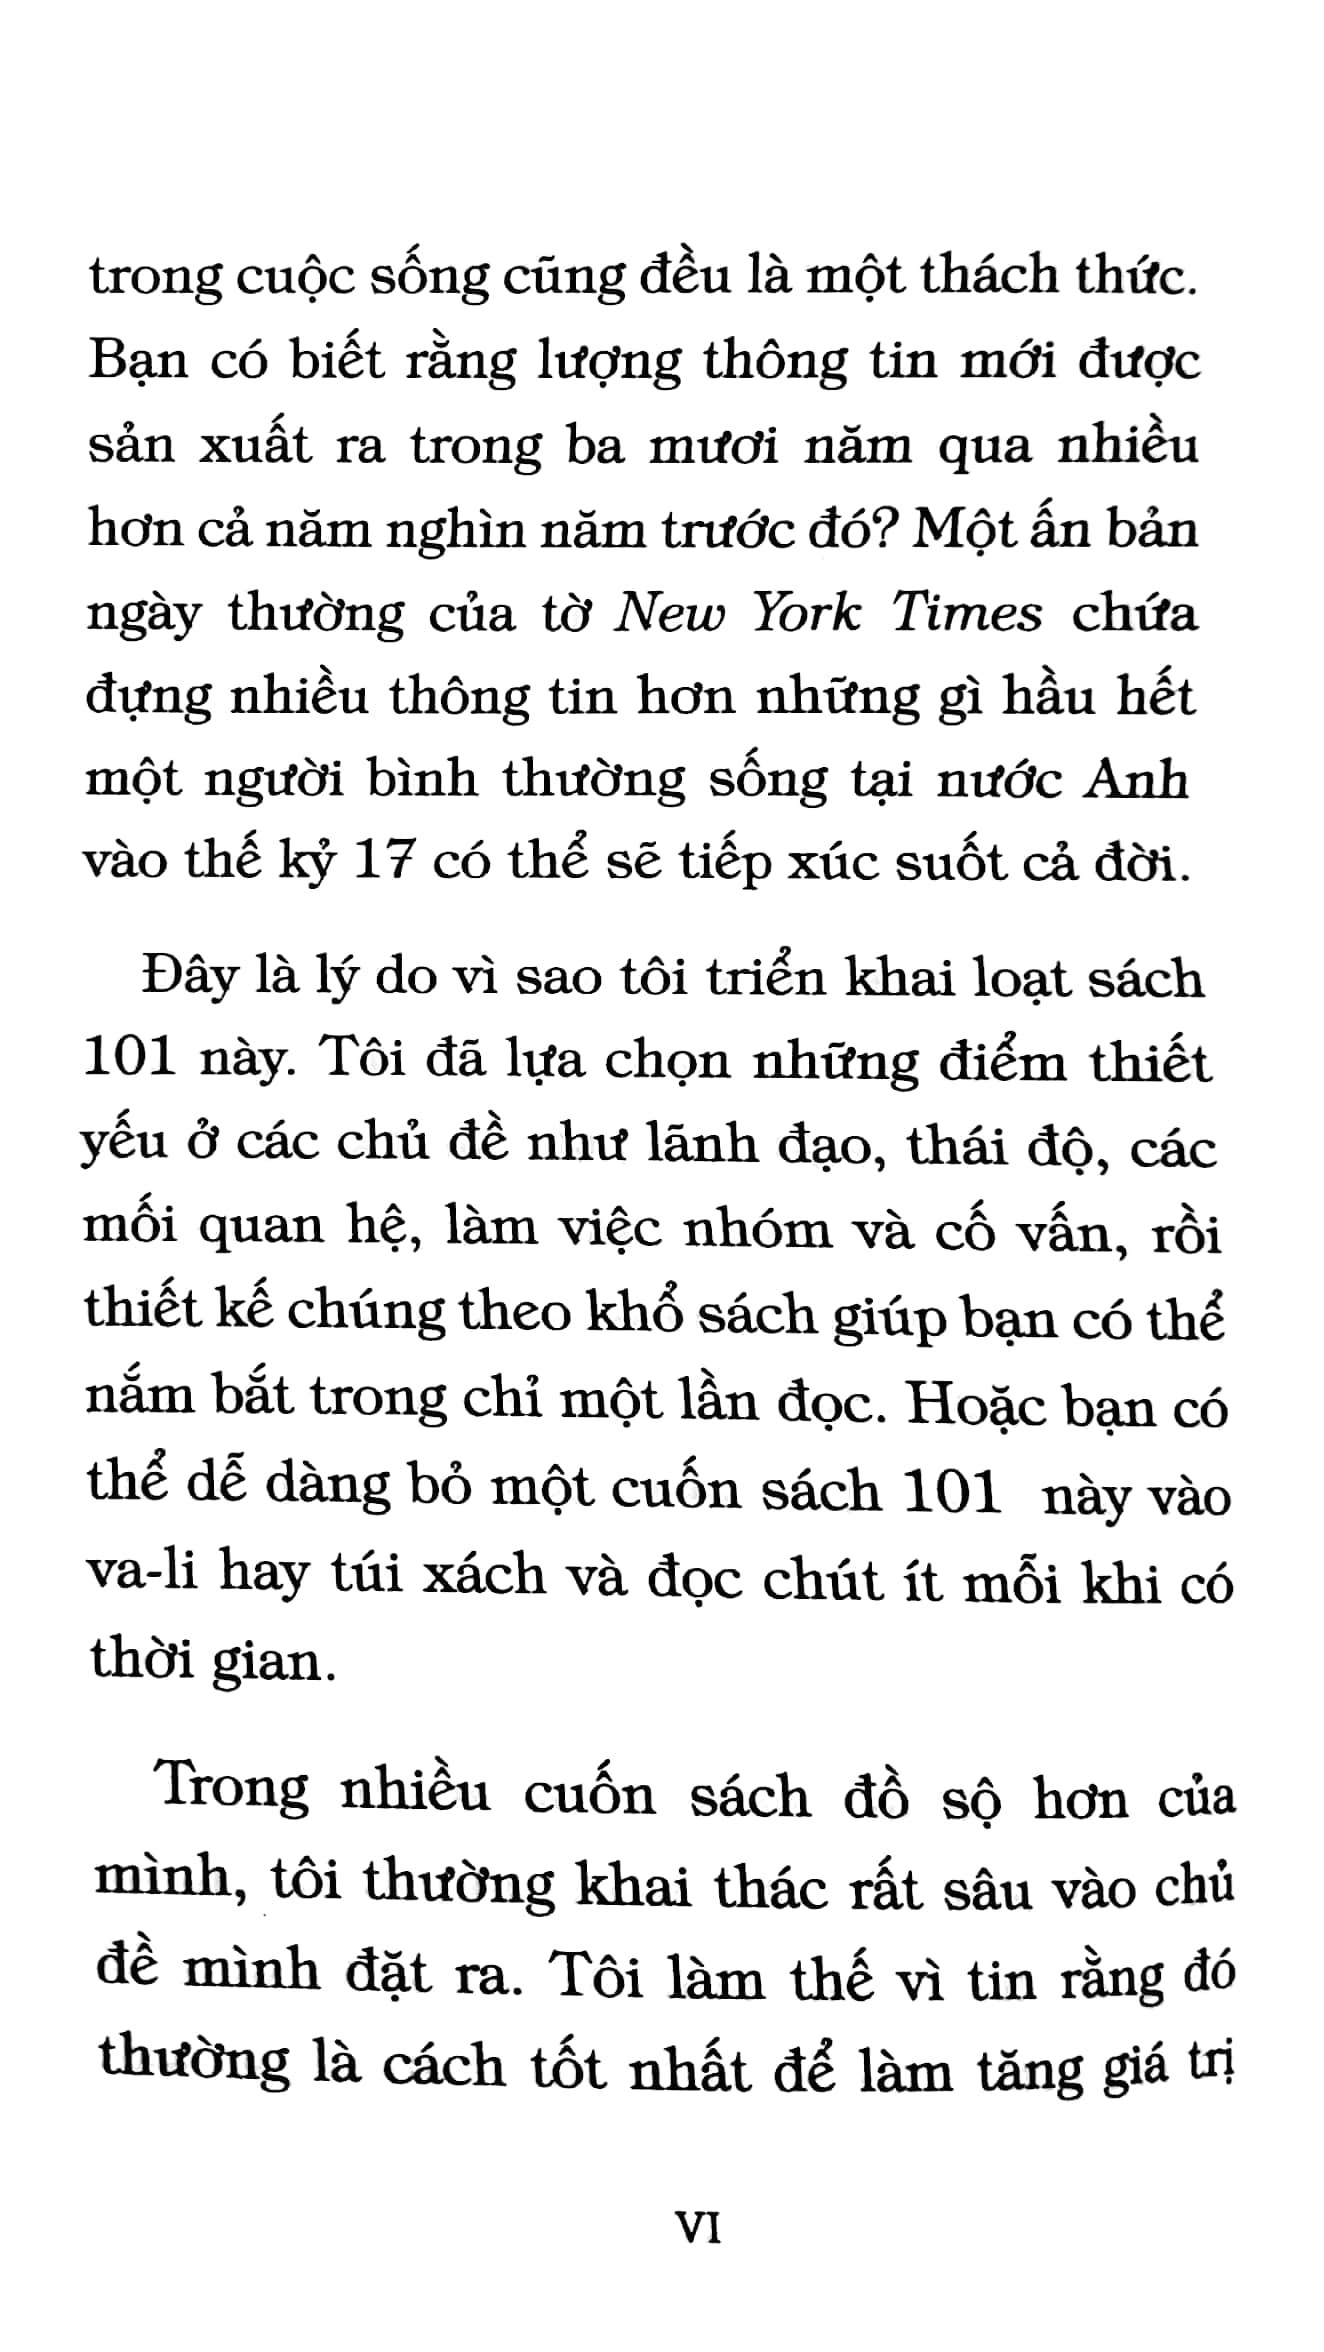 trong cuộc sống cũng đều là một thách thức.
Bạn có biết rằng lượng thông tin mới được
sản xuất ra trong ba mươi năm qua nhiều
hơn cả năm nghìn năm trước đó? Một ấn bản
ngày thường của tờ New York Times chứa
đựng nhiều thông tin hơn những gì hầu hết
một người bình thường sống tại nước Anh
vào thế kỷ 17 có thể sẽ tiếp xúc suốt cả đời.
Đây là lý do vì sao tôi triển khai loạt sách
101 này. Tôi đã lựa chọn những điểm thiết
yếu ở các chủ đề như lãnh đạo, thái độ, các
mối quan hệ, làm việc nhóm và cố vấn, rồi
thiết kế chúng theo khổ sách giúp bạn có thể
nắm bắt trong chỉ một lần đọc. Hoặc bạn có
thể dễ dàng bỏ một cuốn sách 101 này vào
va-li hay túi xách và đọc chút ít mỗi khi có
thời gian.
Trong nhiều cuốn sách đồ sộ hơn của
mình, tôi thường khai thác rất sâu vào chủ
đề mình đặt ra. Tôi làm thế vì tin rằng đó
thường là cách tốt nhất để làm tăng giá trị
VI